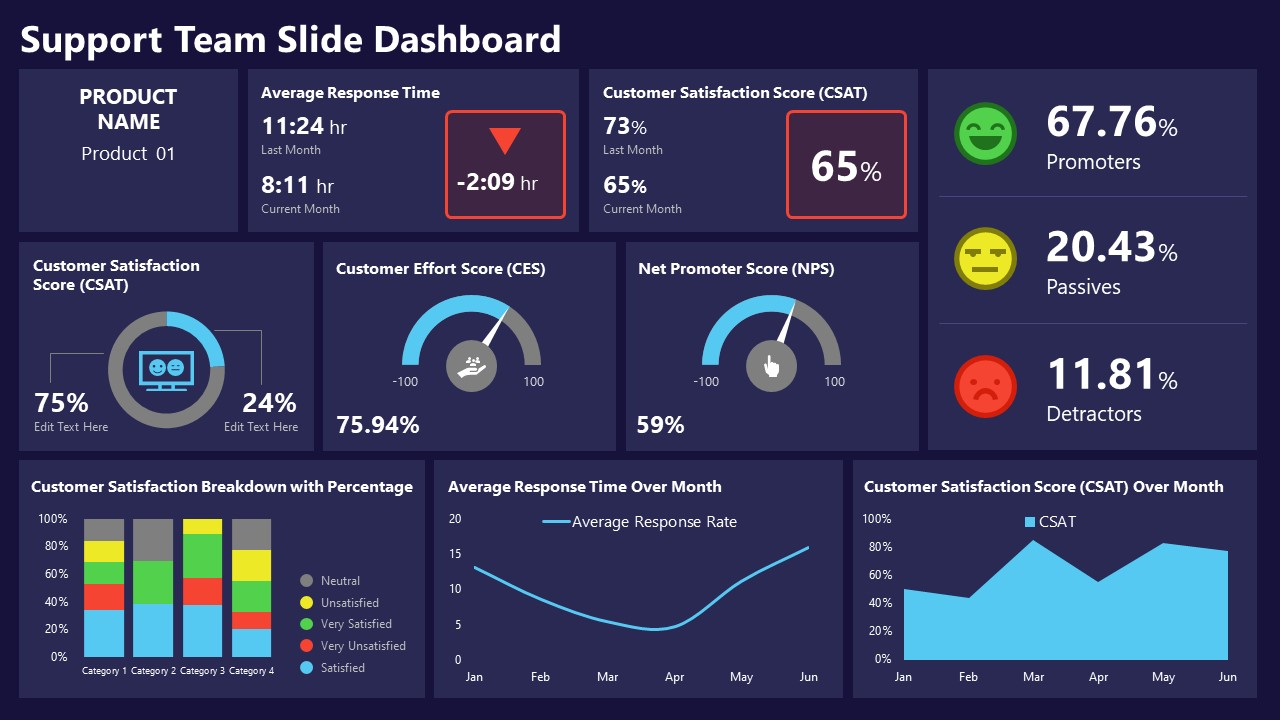 Support Team Slide Dashboard
PRODUCT
NAME
Product 01
Average Response Time
11:24 hr
Last Month
8:11 hr
Current Month
-2:09 hr
Customer Satisfaction Score (CSAT)
73%
Last Month
65%
Current Month
65%
67.76%
Promoters
20.43%
Passives
11.81%
Detractors
Customer Satisfaction
Score (CSAT)
75%
Edit Text Here
24%
Edit Text Here
Customer Effort Score (CES)
-100
100
75.94%
Net Promoter Score (NPS)
-100
100
59%
Customer Satisfaction Breakdown with Percentage
100%
80%
60%
40%
20%
0%
Category 1 Category 2 Category 3 Category 4
Neutral
Unsatisfied
Very Satisfied
Very Unsatisfied
Satisfied
Average Response Time Over Month
Average Response Rate
20
15
10
5
0
Jan Feb Mar Apr May Jun
Customer Satisfaction Score (CSAT) Over Month
CSAT
100%
80%
60%
40%
20%
0%
Jan Feb Mar Apr May Jun